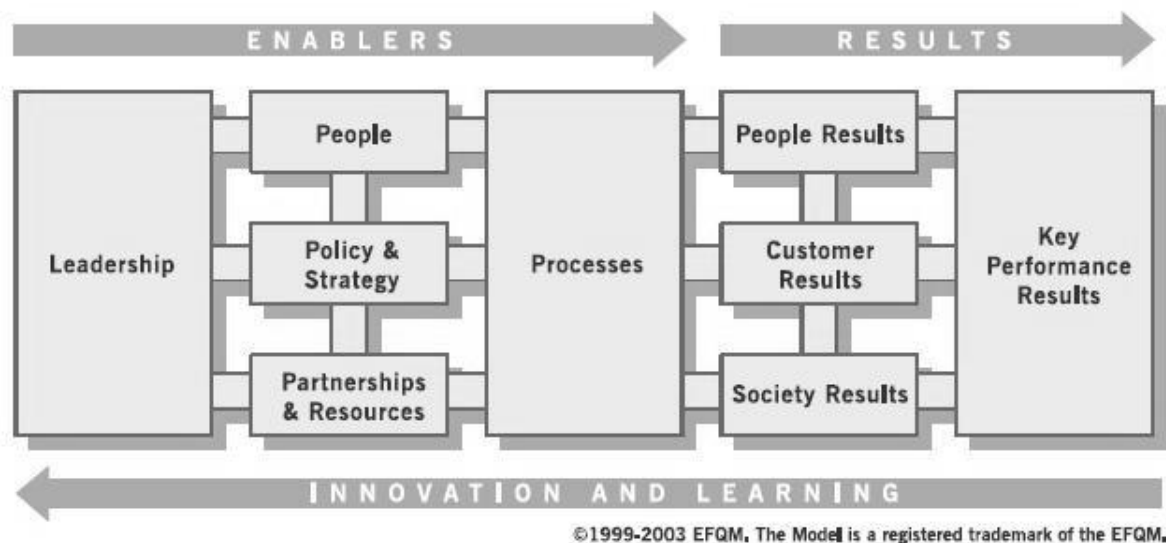 ENABLERS
RESULTS
Leadership
People
Policy &
Strategy
Partnerships
& Resources
Processes
People Results
Customer
Results
Society Results
Key
Performance
Results
INNOVATION AND LEARNING
©1999-2003 EFQM, The Model is a registered trademark of the EFQM,